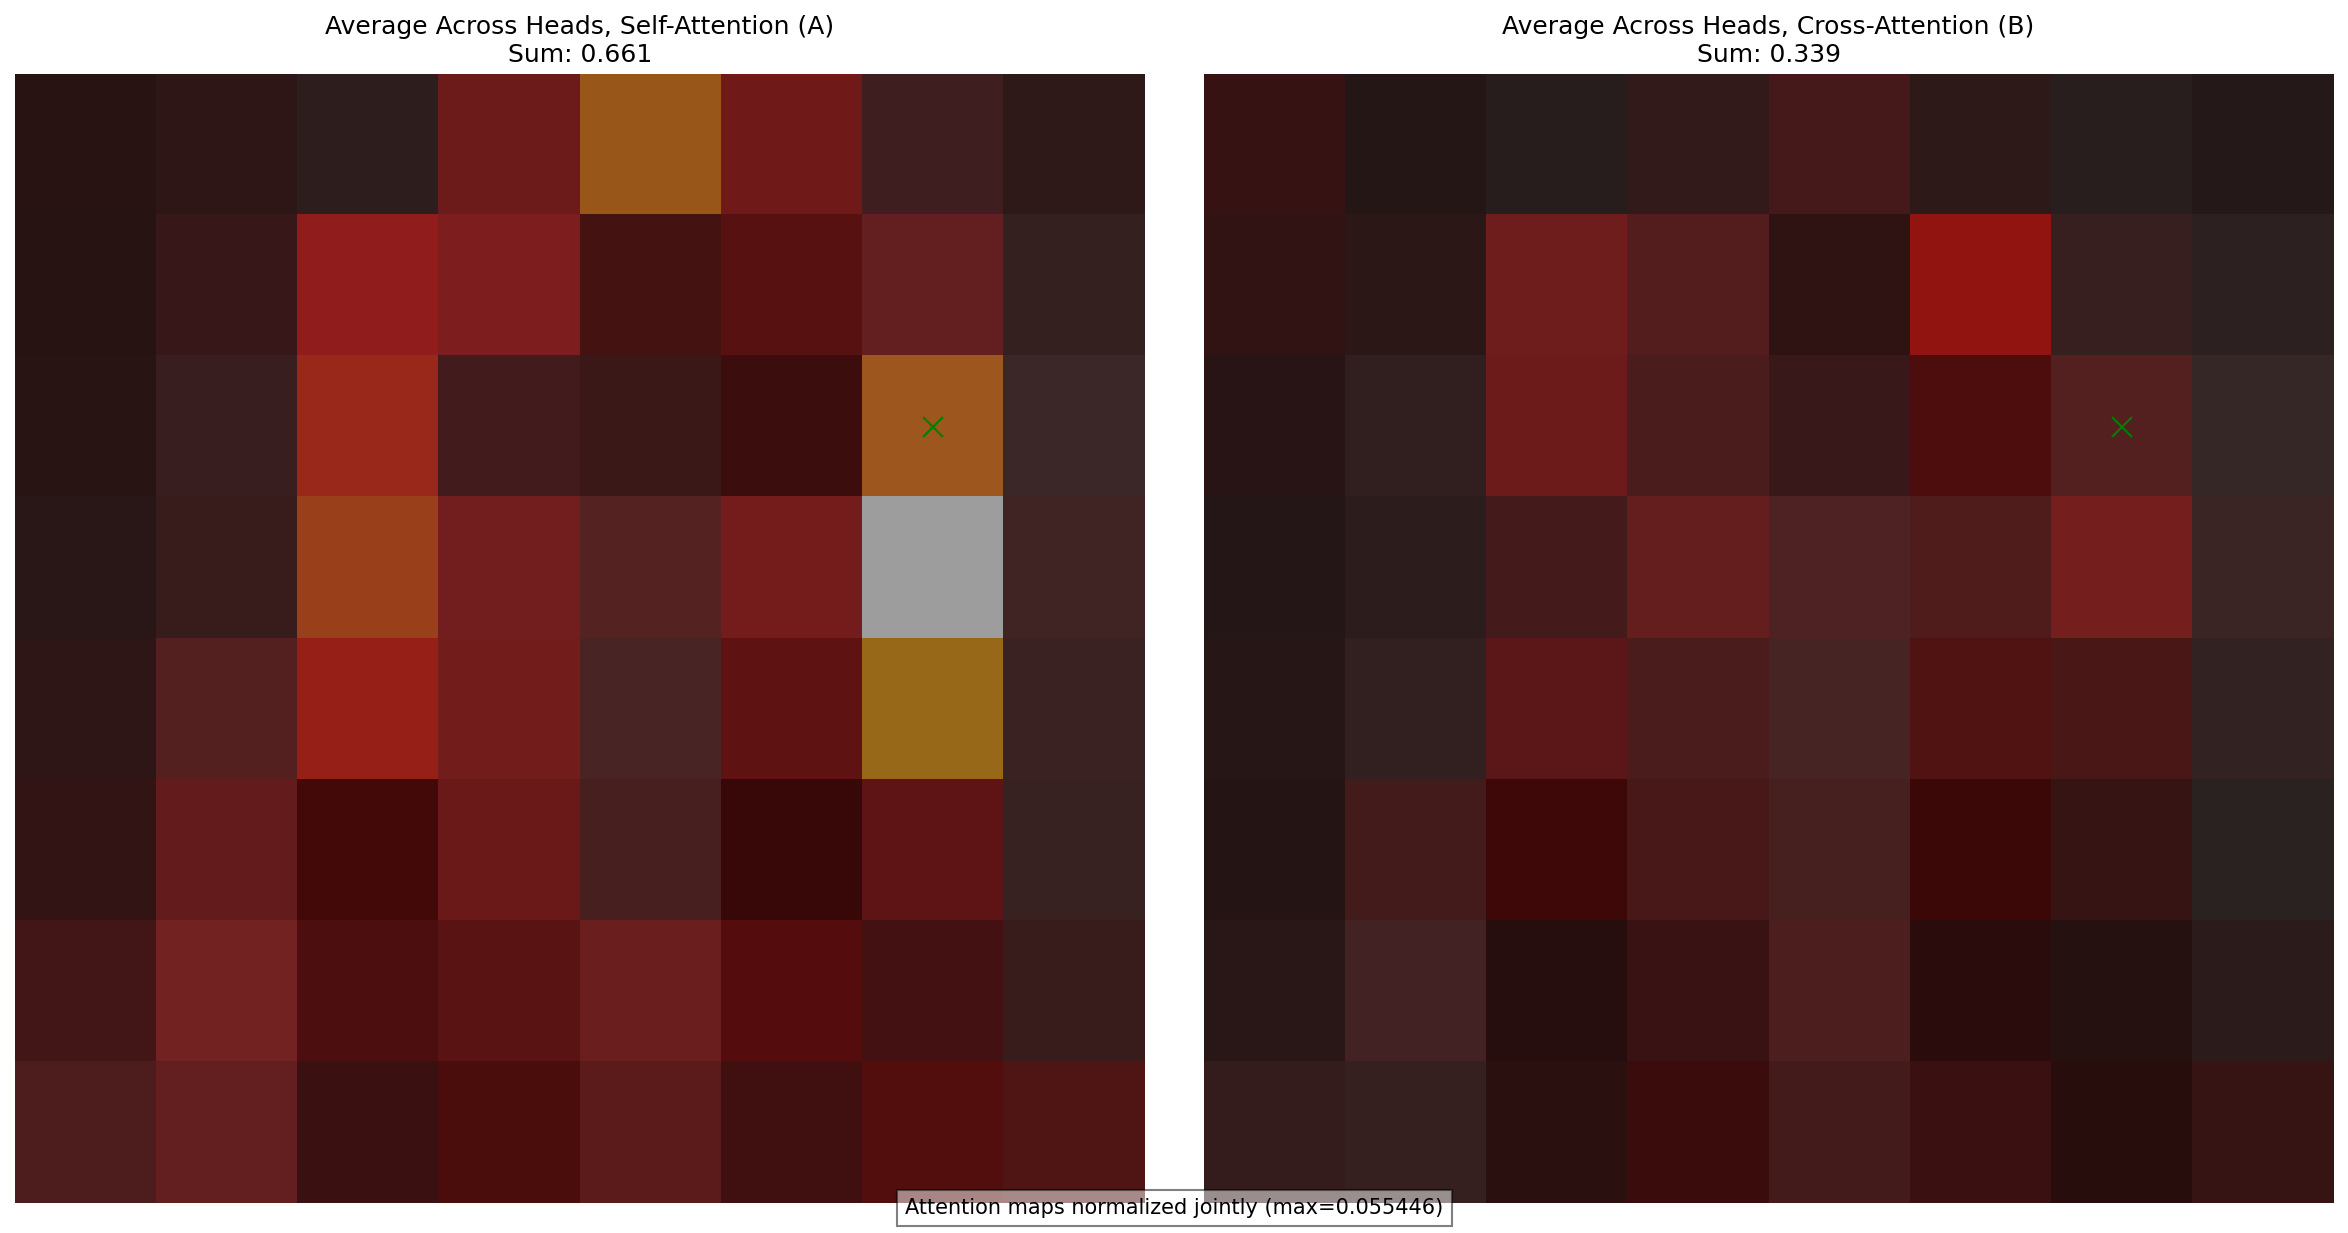 Average Across Heads, Self-Attention (A)
Sum: 0.661
Average Across Heads, Cross-Attention (B)
Sum: 0.339
Attention maps normalized jointly (max=0.055446)